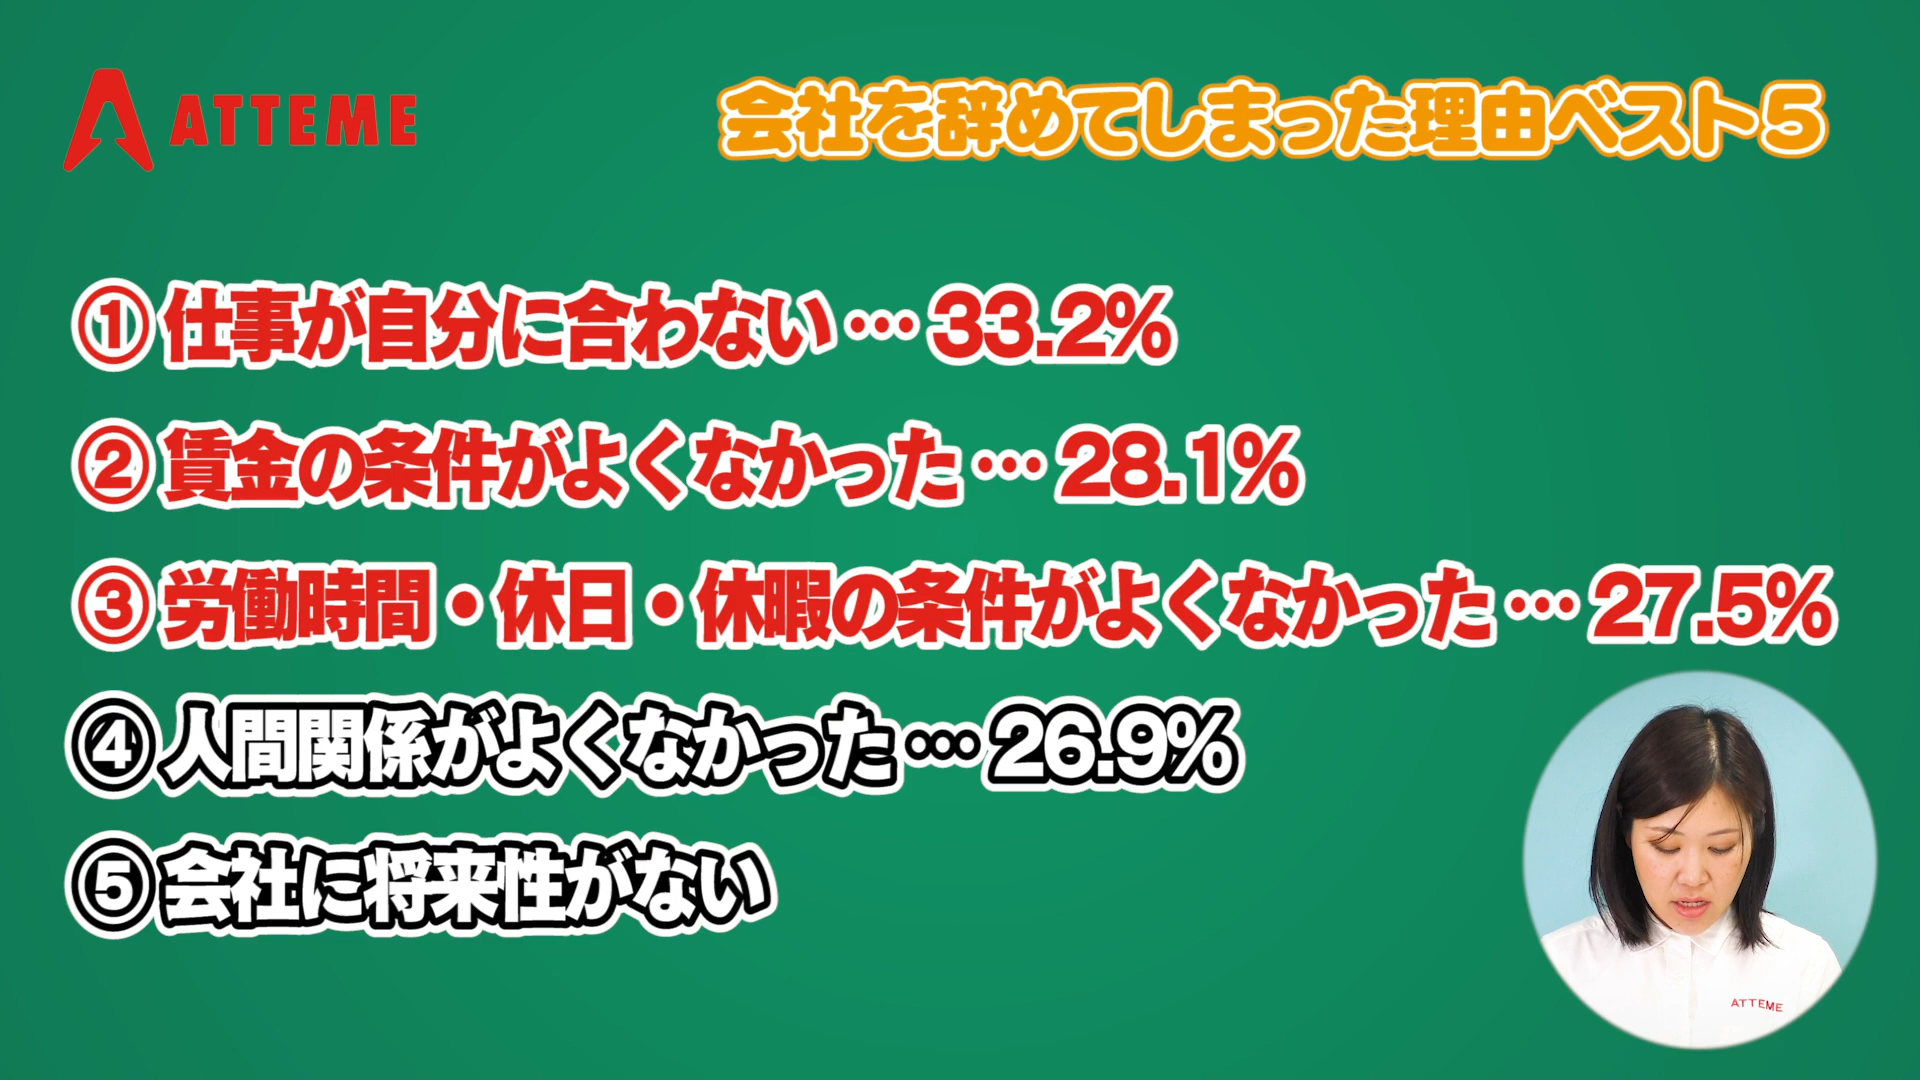 ATTEME
会社を辞めてしまった理由ベスト5
① 仕事が自分に合わない … 33.2%
② 賃金の条件がよくなかった … 28.1%
③ 労働時間・休日・休暇の条件がよくなかった … 27.5%
④ 人間関係がよくなかった … 26.9%
⑤ 会社に将来性がない
ATTEME